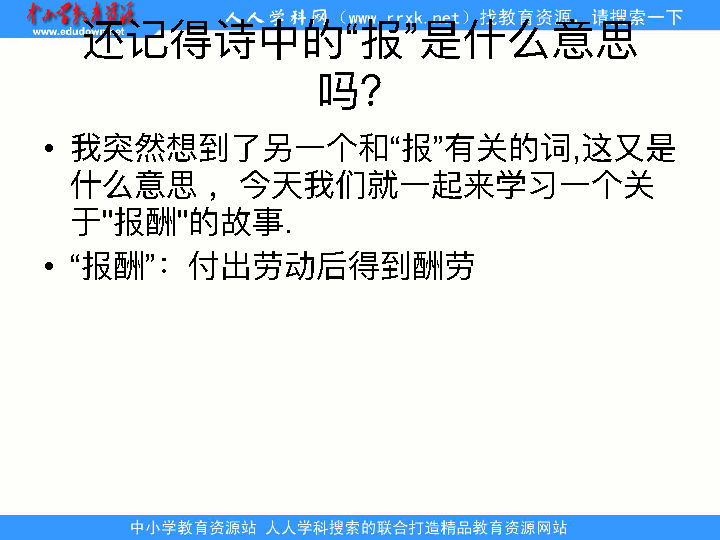 中小学教育资源
www.edudown.net
人人学科网（www.rrxk.net）找教育资源，请搜索一下
还记得诗中的“报”是什么意思
吗？
• 我突然想到了另一个和“报”有关的词,这又是
什么意思， 今天我们就一起来学习一个关
于"报酬"的故事.
• “报酬”：付出劳动后得到酬劳
中小学教育资源站 人人学科搜索的联合打造精品教育资源网站